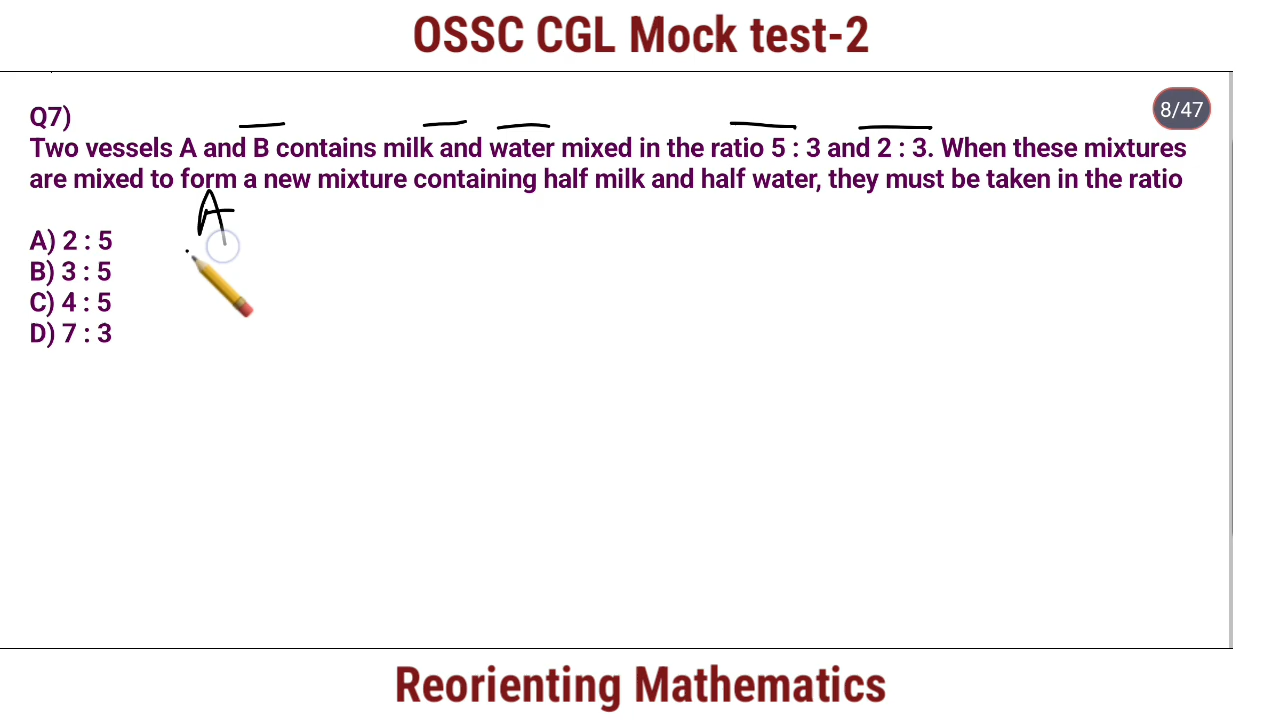 OSSC CGL Mock test-2
8/47
Q7)
Two vessels A and B contains milk and water mixed in the ratio 5 : 3 and 2 : 3. When these mixtures
are mixed to form a new mixture containing half milk and half water, they must be taken in the ratio
A
A) 2 : 5
B) 3 : 5
C) 4 : 5
D) 7 : 3
Reorienting Mathematics